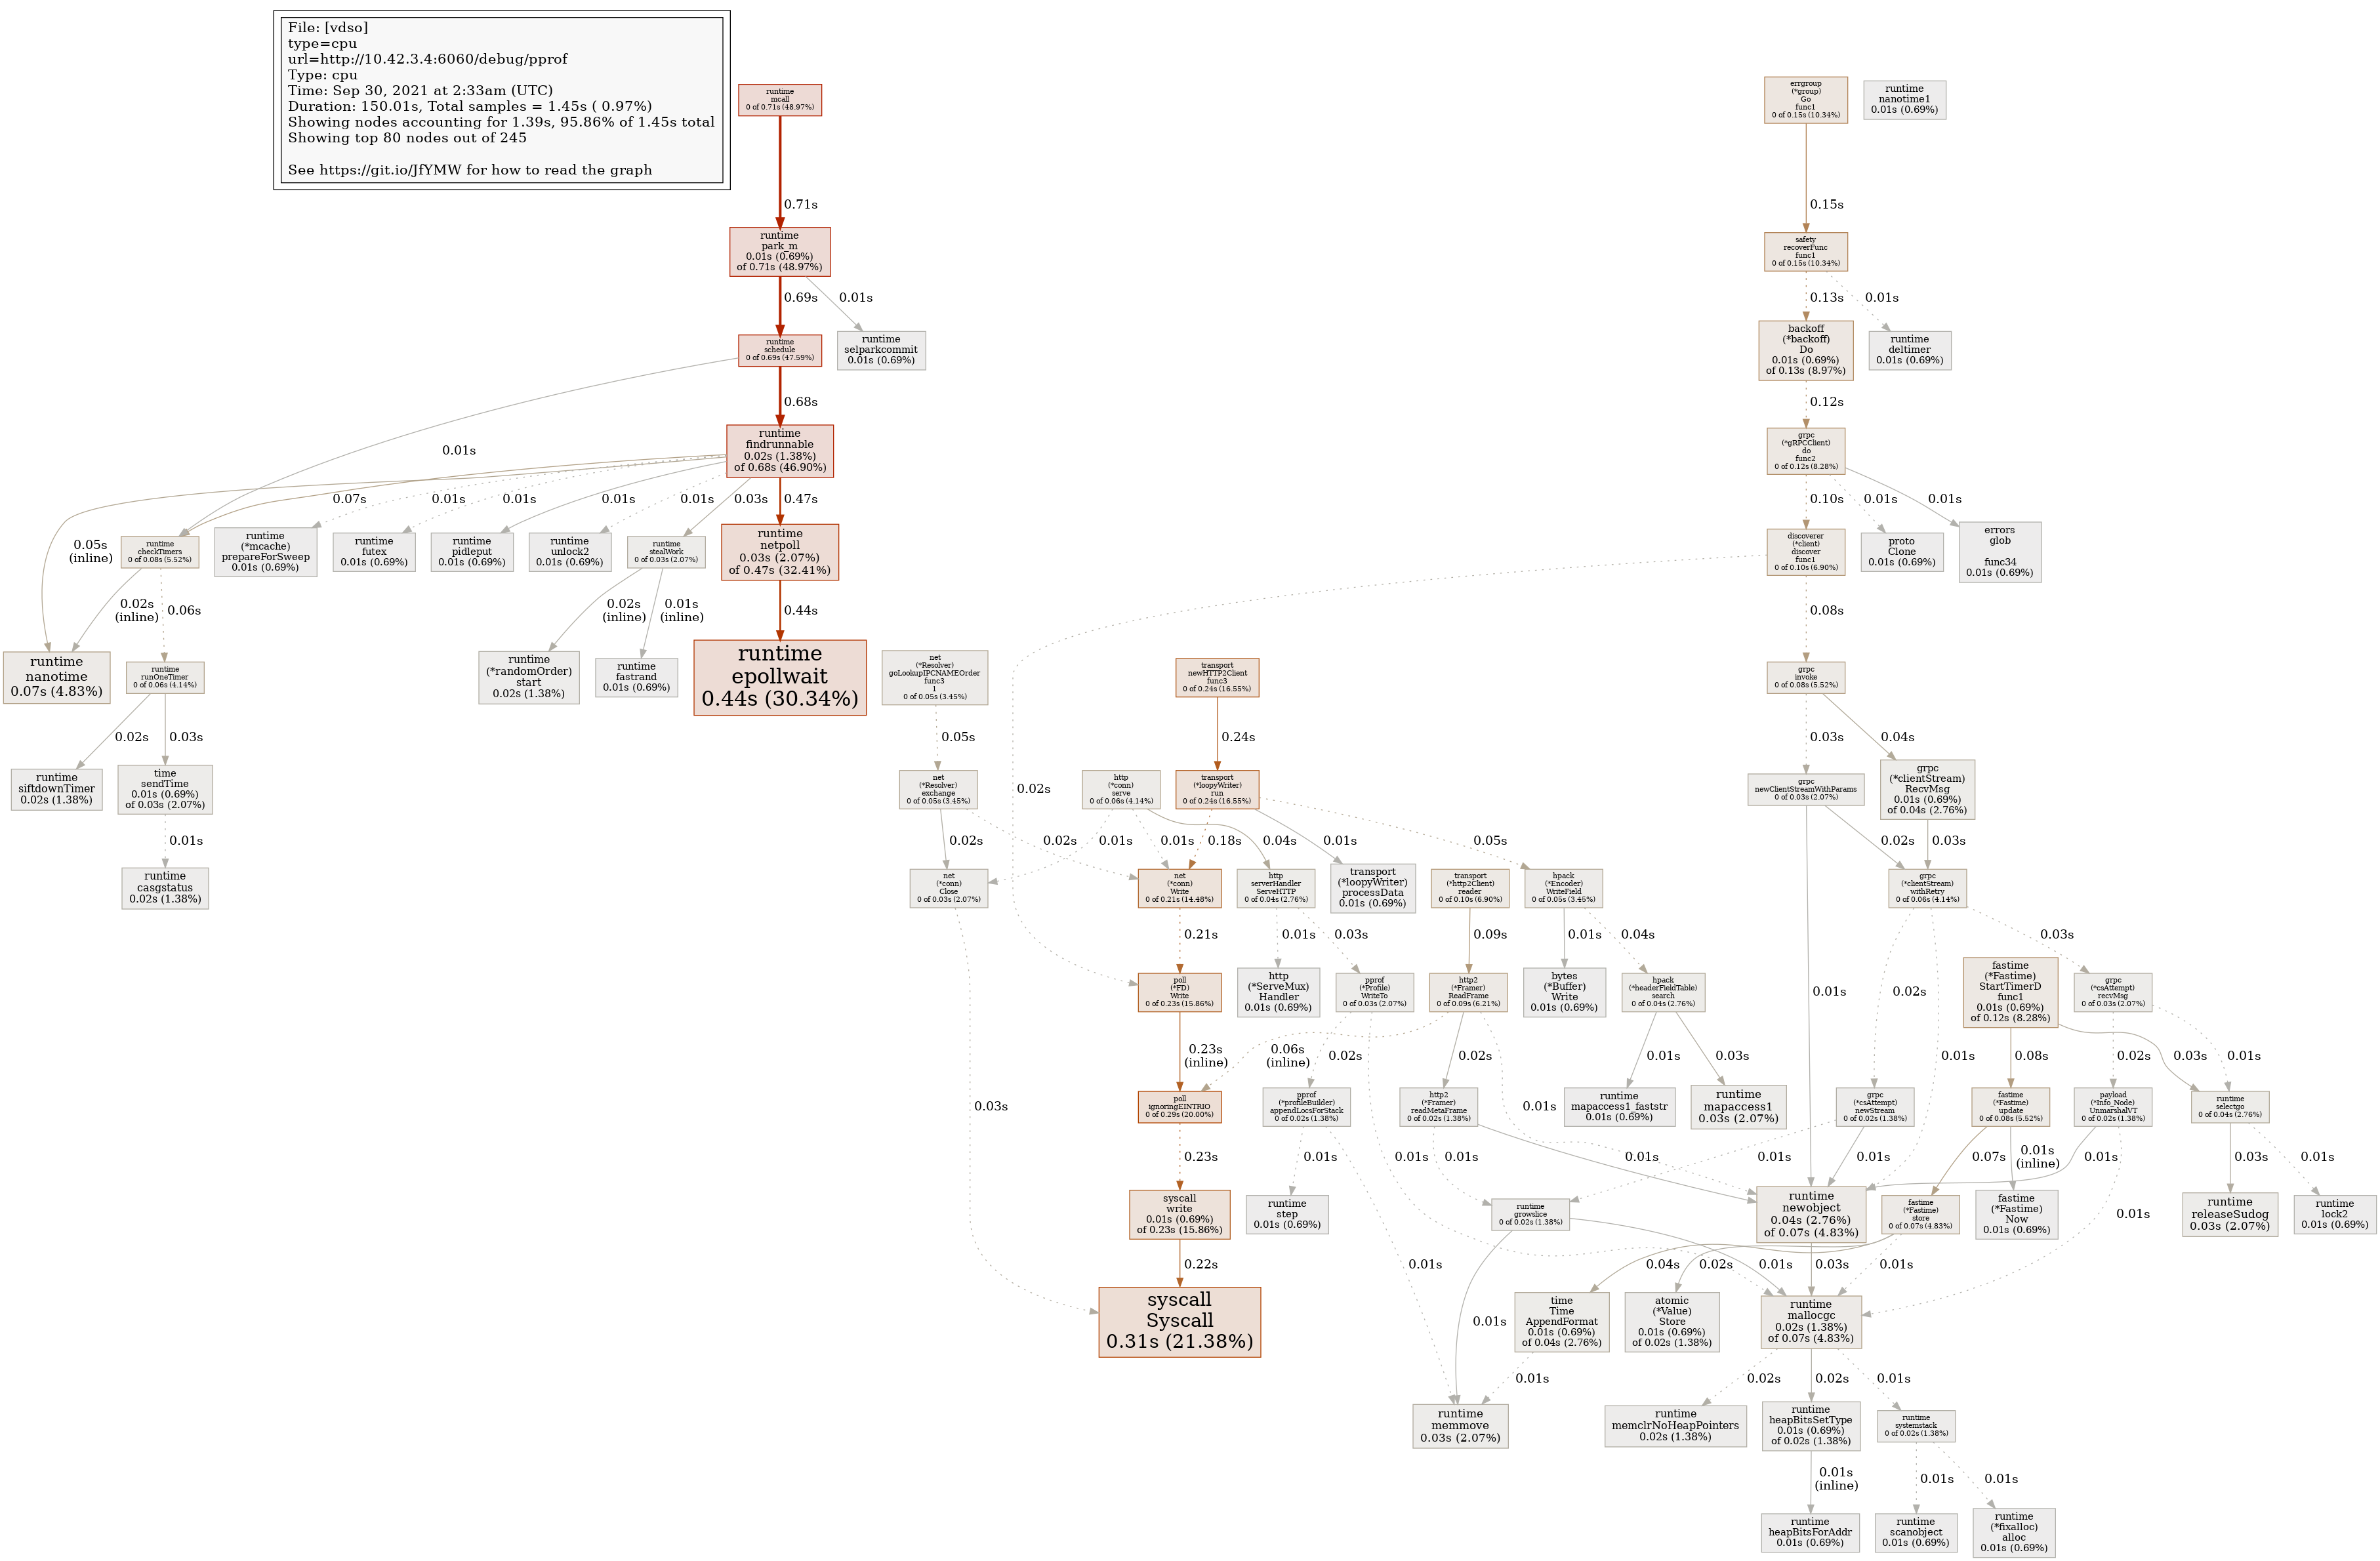 File: [vdso]
type=cpu
url=http://10.42.3.4:6060/debug/pprof
Type: cpu
Time: Sep 30, 2021 at 2:33am (UTC)
Duration: 150.01s, Total samples = 1.45s ( 0.97%)
Showing nodes accounting for 1.39s, 95.86% of 1.45s total
Showing top 80 nodes out of 245
See https://git.io/JfYMW for how to read the graph
runtime
mcall
0 of 0.71s (48.97%)
errgroup
(*group)
Go
func1
0 of 0.15s (10.34%)
runtime
nanotime1
0.01s (0.69%)
0.71s
0.15s
runtime
park_m
0.01s (0.69%)
of 0.71s (48.97%)
safety
recoverFunc
func1
0 of 0.15s (10.34%)
0.69s
0.01s
0.13s
0.01s
runtime
schedule
0 of 0.69s (47.59%)
runtime
selparkcommit
0.01s (0.69%)
backoff
(*backoff)
Do
0.01s (0.69%)
of 0.13s (8.97%)
runtime
deltimer
0.01s (0.69%)
0.01s
0.68s
0.12s
runtime
findrunnable
0.02s (1.38%)
of 0.68s (46.90%)
grpc
(*gRPCClient)
do
func2
0 of 0.12s (8.28%)
0.05s
(inline)
0.07s
0.01s
0.01s
0.01s
0.01s
0.03s
0.47s
0.10s
0.01s
0.01s
runtime
checkTimers
0 of 0.08s (5.52%)
runtime
(*mcache)
prepareForSweep
0.01s (0.69%)
runtime
futex
0.01s (0.69%)
runtime
pidleput
0.01s (0.69%)
runtime
unlock2
0.01s (0.69%)
runtime
stealWork
0 of 0.03s (2.07%)
runtime
netpoll
0.03s (2.07%)
of 0.47s (32.41%)
discoverer
(*client)
discover
func1
0 of 0.10s (6.90%)
proto
Clone
0.01s (0.69%)
errors
glob
func34
0.01s (0.69%)
0.02s
(inline)
0.06s
0.02s
(inline)
0.01s
(inline)
0.44s
0.02s
0.08s
runtime
nanotime
0.07s (4.83%)
runtime
runOneTimer
0 of 0.06s (4.14%)
runtime
(*randomOrder)
start
0.02s (1.38%)
runtime
fastrand
0.01s (0.69%)
runtime
epollwait
0.44s (30.34%)
net
(*Resolver)
goLookupIPCNAMEOrder
func3
1
0 of 0.05s (3.45%)
transport
newHTTP2Client
func3
0 of 0.24s (16.55%)
grpc
invoke
0 of 0.08s (5.52%)
0.02s
0.03s
0.05s
0.24s
0.03s
0.04s
runtime
siftdownTimer
0.02s (1.38%)
time
sendTime
0.01s (0.69%)
of 0.03s (2.07%)
net
(*Resolver)
exchange
0 of 0.05s (3.45%)
http
(*conn)
serve
0 of 0.06s (4.14%)
transport
(*loopyWriter)
run
0 of 0.24s (16.55%)
grpc
newClientStreamWithParams
0 of 0.03s (2.07%)
grpc
(*clientStream)
RecvMsg
0.01s (0.69%)
of 0.04s (2.76%)
0.01s
0.02s
0.02s
0.01s
0.01s
0.18s
0.04s
0.01s
0.05s
0.01s
0.02s
0.03s
runtime
casgstatus
0.02s (1.38%)
net
(*conn)
Close
0 of 0.03s (2.07%)
net
(*conn)
Write
0 of 0.21s (14.48%)
http
serverHandler
ServeHTTP
0 of 0.04s (2.76%)
transport
(*loopyWriter)
processData
0.01s (0.69%)
transport
(*http2Client)
reader
0 of 0.10s (6.90%)
hpack
(*Encoder)
WriteField
0 of 0.05s (3.45%)
grpc
(*clientStream)
withRetry
0 of 0.06s (4.14%)
0.03s
0.21s
0.01s
0.03s
0.09s
0.01s
0.04s
0.02s
0.01s
0.03s
poll
(*FD)
Write
0 of 0.23s (15.86%)
http
(*ServeMux)
Handler
0.01s (0.69%)
pprof
(*Profile)
WriteTo
0 of 0.03s (2.07%)
http2
(*Framer)
ReadFrame
0 of 0.09s (6.21%)
bytes
(*Buffer)
Write
0.01s (0.69%)
hpack
(*headerFieldTable)
search
0 of 0.04s (2.76%)
fastime
(*Fastime)
StartTimerD
func1
0.01s (0.69%)
of 0.12s (8.28%)
grpc
(*csAttempt)
recvMsg
0 of 0.03s (2.07%)
0.23s
(inline)
0.06s
(inline)
0.02s
0.01s
0.02s
0.01s
0.01s
0.03s
0.08s
0.03s
0.02s
0.01s
poll
ignoringEINTRIO
0 of 0.29s (20.00%)
pprof
(*profileBuilder)
appendLocsForStack
0 of 0.02s (1.38%)
http2
(*Framer)
readMetaFrame
0 of 0.02s (1.38%)
runtime
mapaccess1_faststr
0.01s (0.69%)
runtime
mapaccess1
0.03s (2.07%)
grpc
(*csAttempt)
newStream
0 of 0.02s (1.38%)
fastime
(*Fastime)
update
0 of 0.08s (5.52%)
payload
(*Info_Node)
UnmarshalVT
0 of 0.02s (1.38%)
runtime
selectgo
0 of 0.04s (2.76%)
0.23s
0.01s
0.01s
0.01s
0.01s
0.01s
0.01s
0.07s
0.01s
(inline)
0.01s
0.01s
0.03s
0.01s
syscall
write
0.01s (0.69%)
of 0.23s (15.86%)
runtime
step
0.01s (0.69%)
runtime
growslice
0 of 0.02s (1.38%)
runtime
newobject
0.04s (2.76%)
of 0.07s (4.83%)
fastime
(*Fastime)
store
0 of 0.07s (4.83%)
fastime
(*Fastime)
Now
0.01s (0.69%)
runtime
releaseSudog
0.03s (2.07%)
runtime
lock2
0.01s (0.69%)
0.22s
0.01s
0.01s
0.04s
0.02s
0.01s
0.03s
0.01s
syscall
Syscall
0.31s (21.38%)
time
Time
AppendFormat
0.01s (0.69%)
of 0.04s (2.76%)
atomic
(*Value)
Store
0.01s (0.69%)
of 0.02s (1.38%)
runtime
mallocgc
0.02s (1.38%)
of 0.07s (4.83%)
0.01s
0.02s
0.02s
0.01s
runtime
memmove
0.03s (2.07%)
runtime
memclrNoHeapPointers
0.02s (1.38%)
runtime
heapBitsSetType
0.01s (0.69%)
of 0.02s (1.38%)
runtime
systemstack
0 of 0.02s (1.38%)
0.01s
(inline)
0.01s
0.01s
runtime
heapBitsForAddr
0.01s (0.69%)
runtime
scanobject
0.01s (0.69%)
runtime
(*fixalloc)
alloc
0.01s (0.69%)